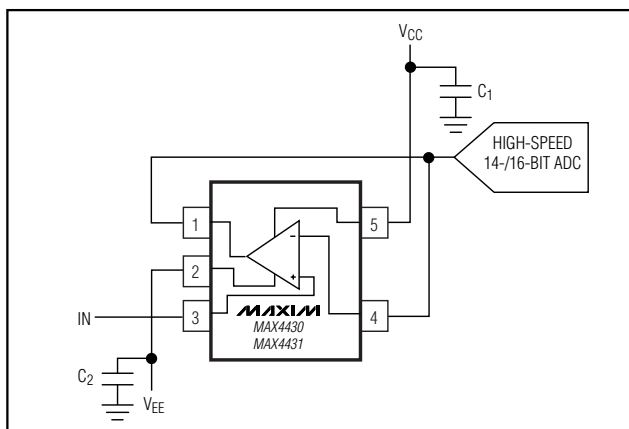 VCC
C1
HIGH-SPEED
14-/16-BIT ADC
1
5
-
2
+
IN
3
MAXIM
4
MAX4430
MAX4431
C2
VEE